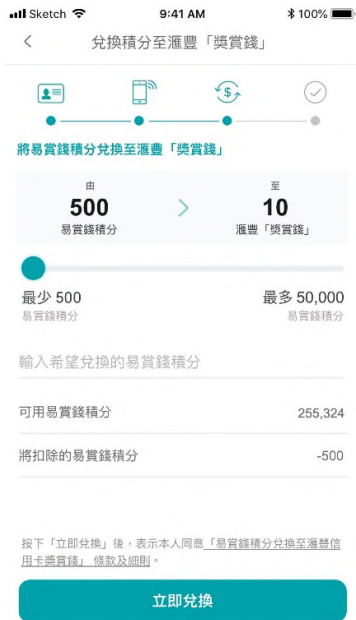 Sketch 9:41 AM 100%
兌換積分至滙豐「獎賞錢」
將易賞錢積分兌換至滙豐「獎賞錢」
由 至
500 > 10
易賞錢積分 滙豐「獎賞錢」
最少 500 最多 50,000
易賞錢積分 易賞錢積分
輸入希望兌換的易賞錢積分
可用易賞錢積分 255,324
將扣除的易賞錢積分 -500
按下「立即兌換」後，表示本人同意「易賞錢積分兌換至滙豐信
用卡獎賞錢」 條款及細則。
立即兌換